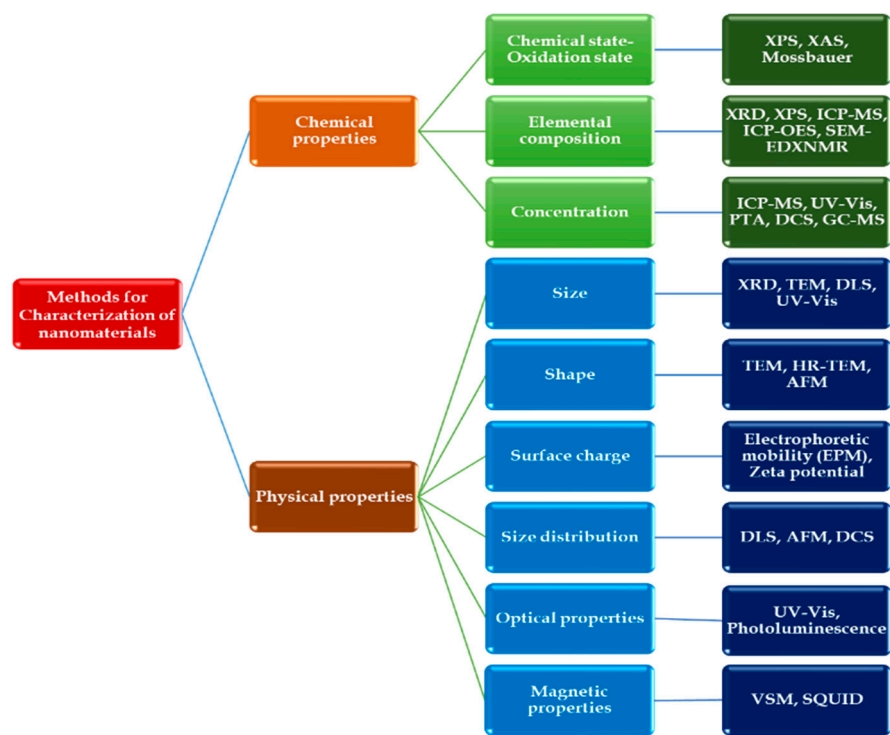 Methods for
Characterization of
nanomaterials
Chemical
properties
Chemical state-
Oxidation state
XPS, XAS,
Mossbauer
Elemental
composition
XRD, XPS, ICP-MS,
ICP-OES, SEM-
EDXNMR
Concentration
ICP-MS, UV-Vis,
PTA, DCS, GC-MS
Physical properties
Size
XRD, TEM, DLS,
UV-Vis
Shape
TEM, HR-TEM,
AFM
Surface charge
Electrophoretic
mobility (EPM),
Zeta potential
Size distribution
DLS, AFM, DCS
Optical properties
UV-Vis,
Photoluminescence
Magnetic
properties
VSM, SQUID